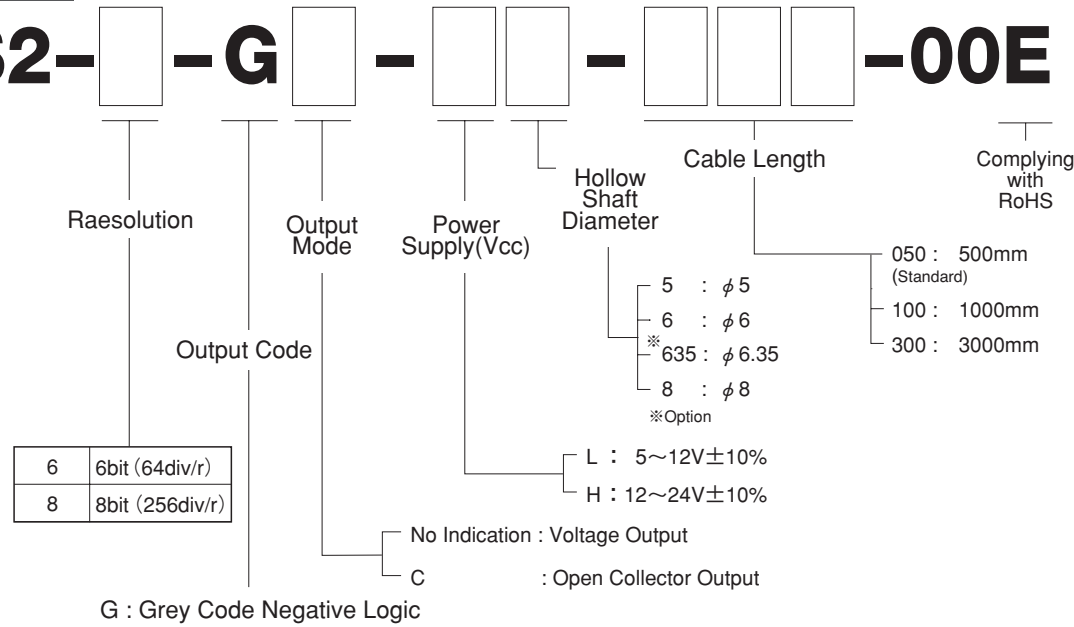 2– –G – – –00E
Raesolution
Output Code
Output
Mode
Power
Supply(Vcc)
Hollow
Shaft
Diameter
Cable Length
Complying
with
RoHS
050 : 500mm
(Standard)
100 : 1000mm
300 : 3000mm
5 : φ5
6 : φ6
※
635 : φ6.35
8 : φ8
※Option
6 6bit (64div/r)
8 8bit (256div/r)
L : 5～12V±10%
H : 12～24V±10%
No Indication : Voltage Output
C : Open Collector Output
G : Grey Code Negative Logic